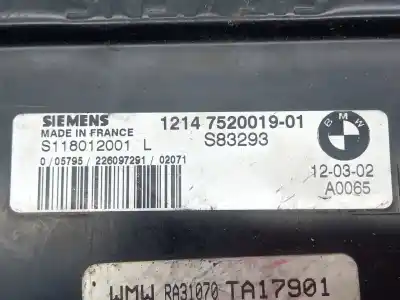 SIEMENS
MADE IN FRANCE
1214 7520019-01
S118012001 L
S83293
BMW
0/05795/226097291/02071
12-03-02
A0065
WMW RA31070 TA17901